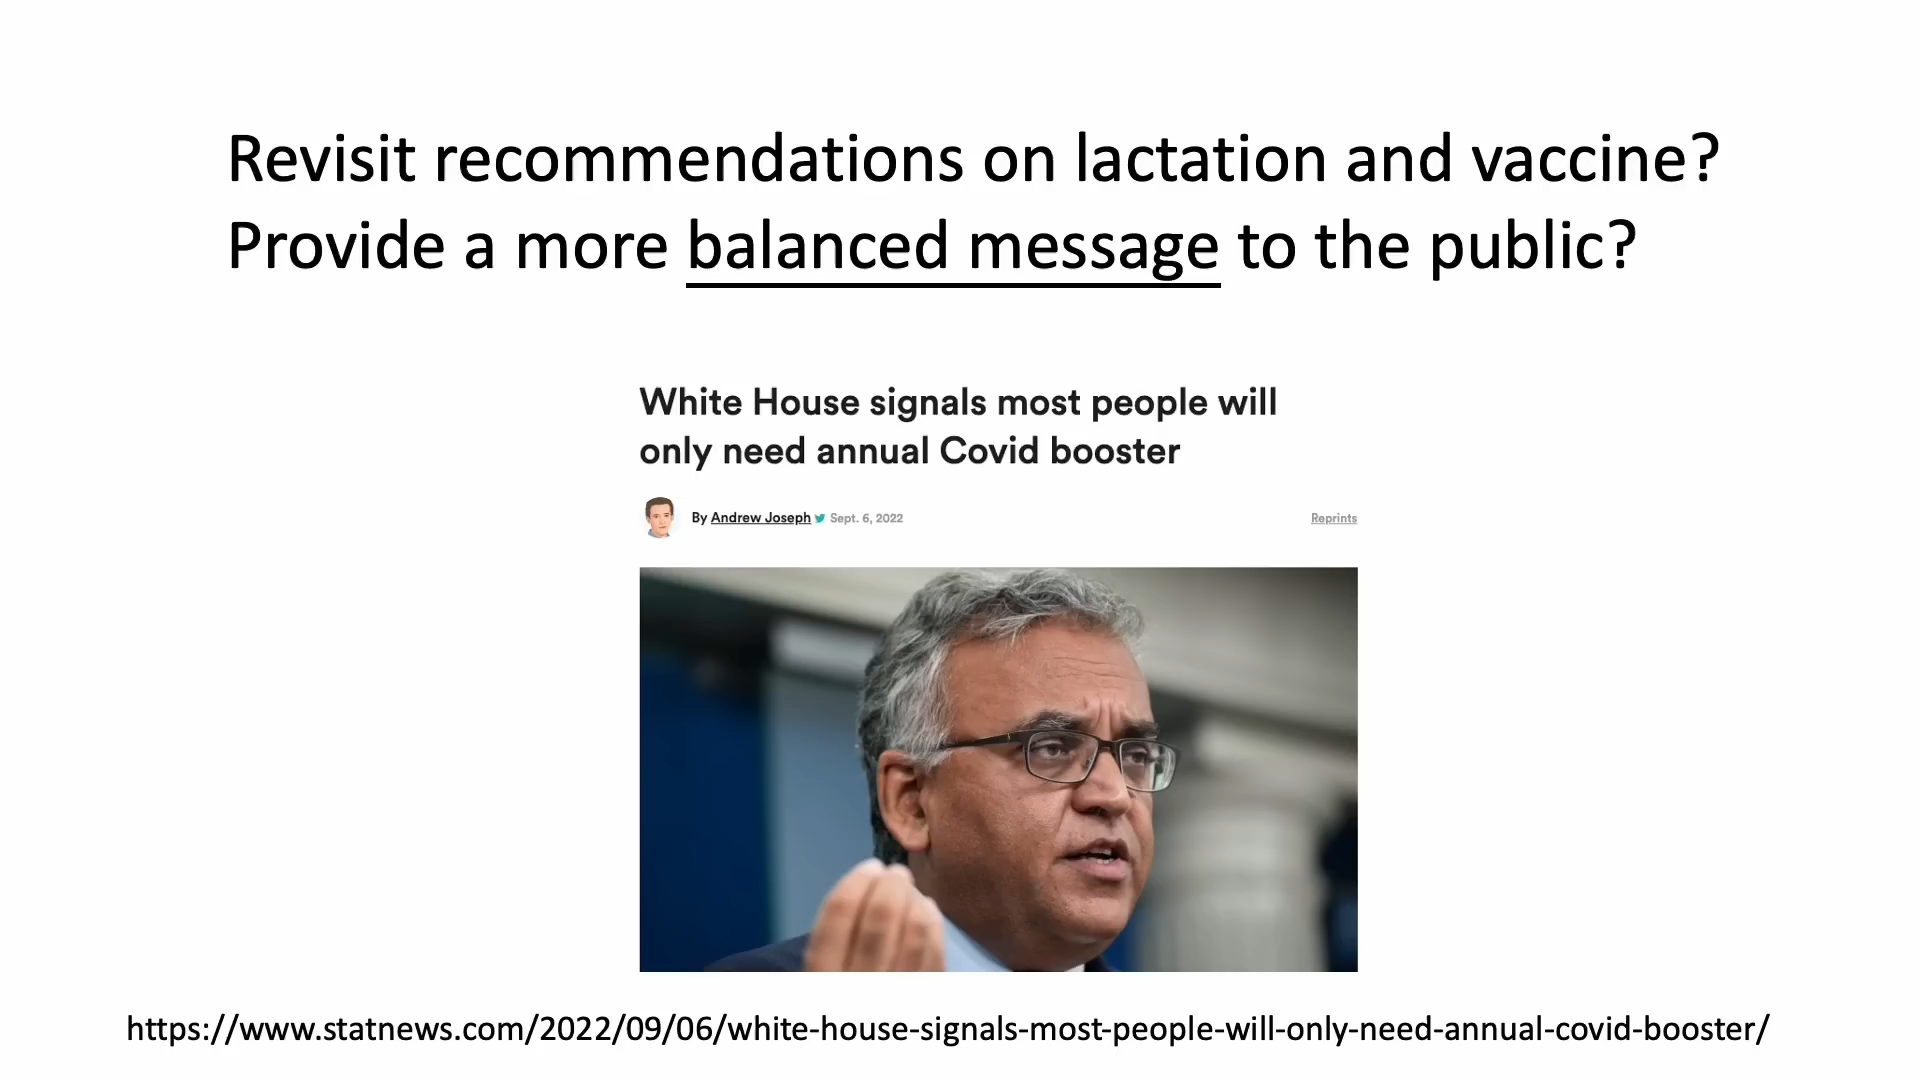 Revisit recommendations on lactation and vaccine?
Provide a more balanced message to the public?
White House signals most people will
only need annual Covid booster
By Andrew Joseph Sept. 6, 2022
Reprints
https://www.statnews.com/2022/09/06/white-house-signals-most-people-will-only-need-annual-covid-booster/